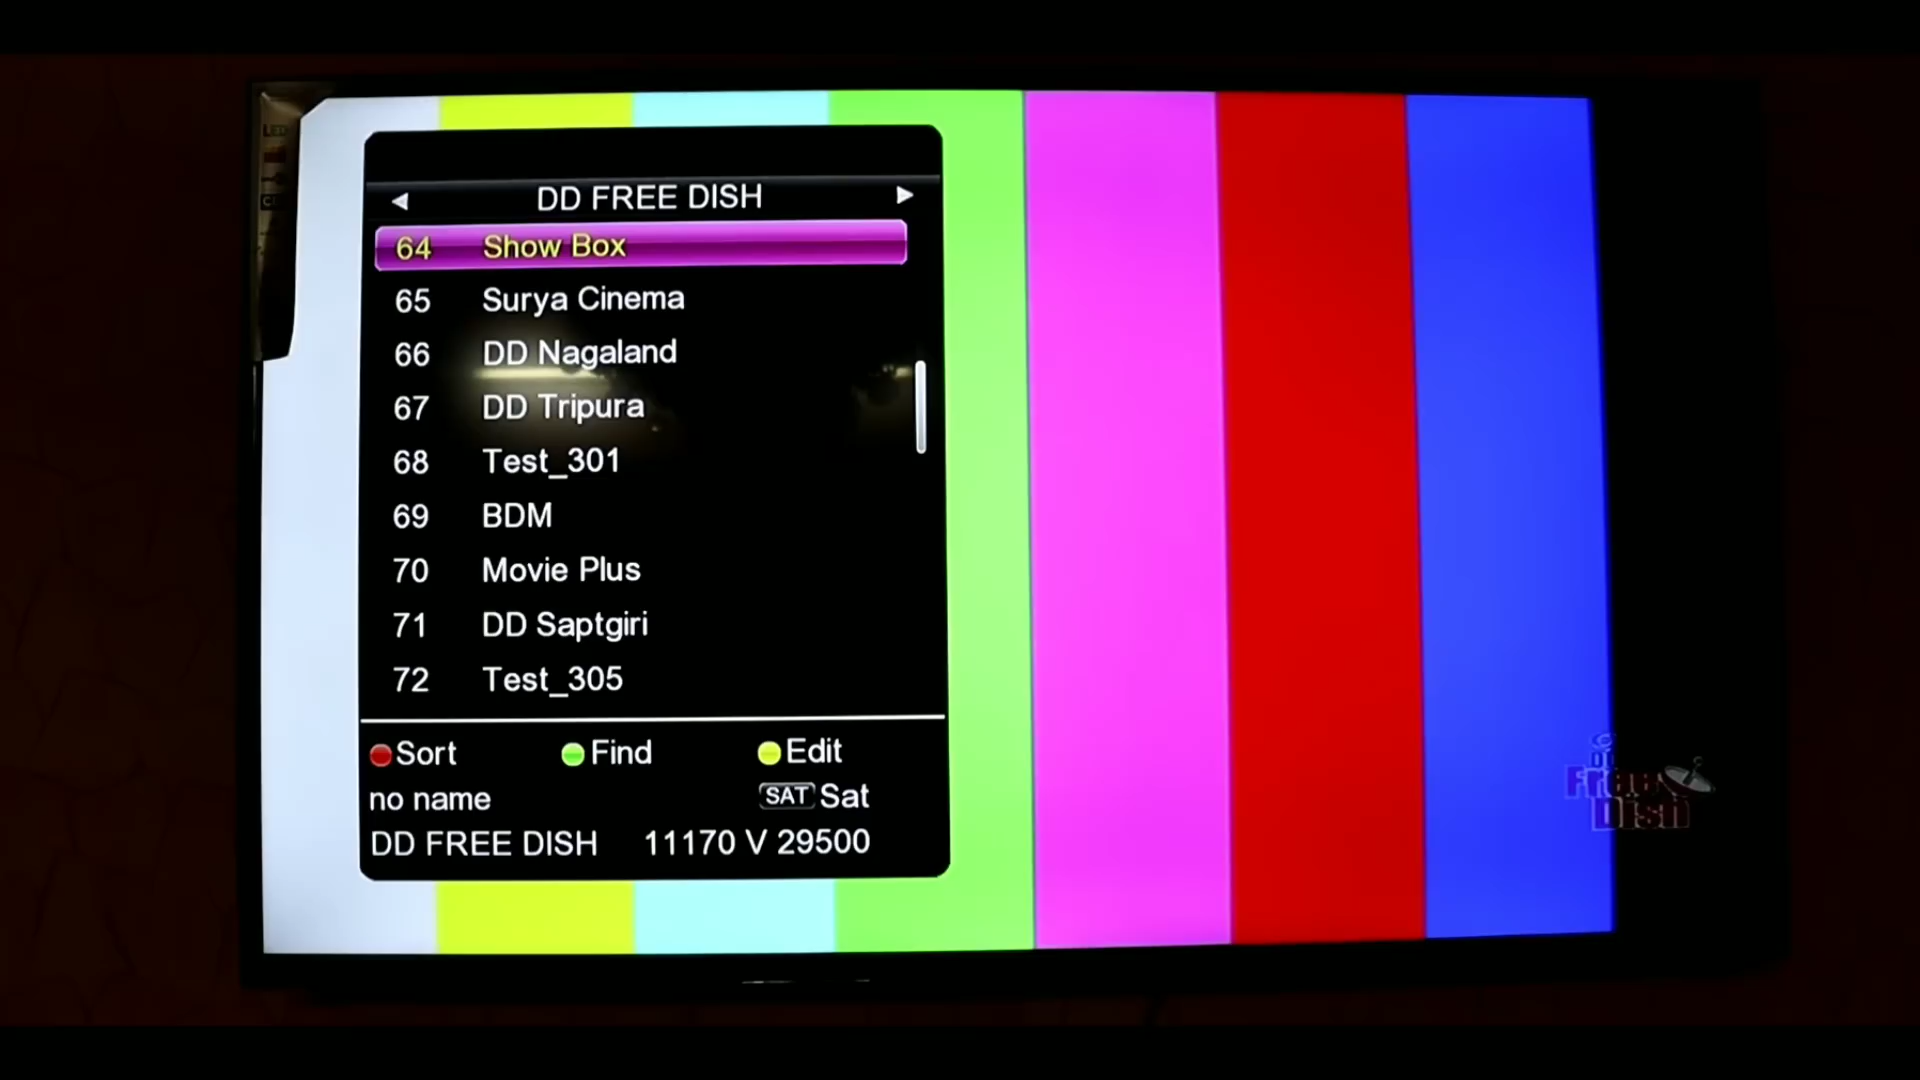 DD FREE DISH
64 Show Box
65 Surya Cinema
66 DD Nagaland
67 DD Tripura
68 Test_301
69 BDM
70 Movie Plus
71 DD Saptgiri
72 Test_305
Sort Find Edit
no name SAT Sat
DD FREE DISH 11170 V 29500
Free
Dish